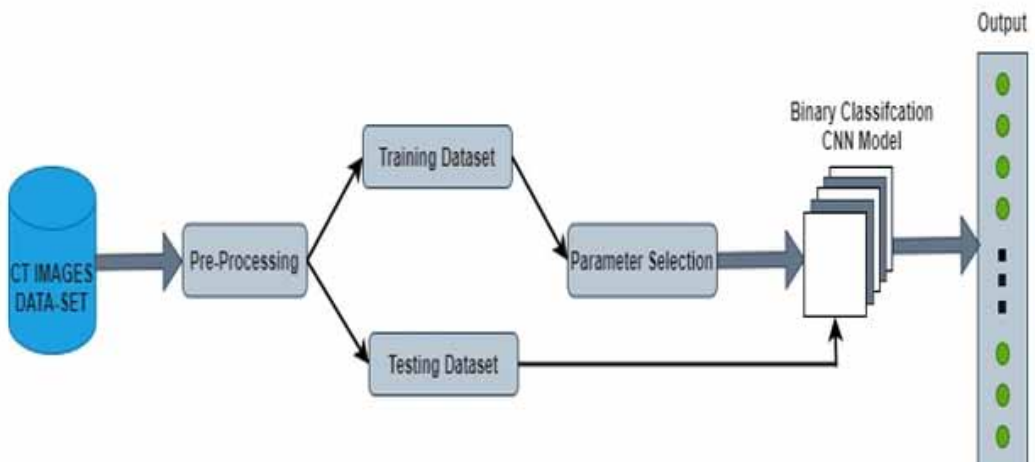 Output
Binary Classifcation
CNN Model
Training Dataset
CT IMAGES
DATA-SET
Pre-Processing
Parameter Selection
Testing Dataset